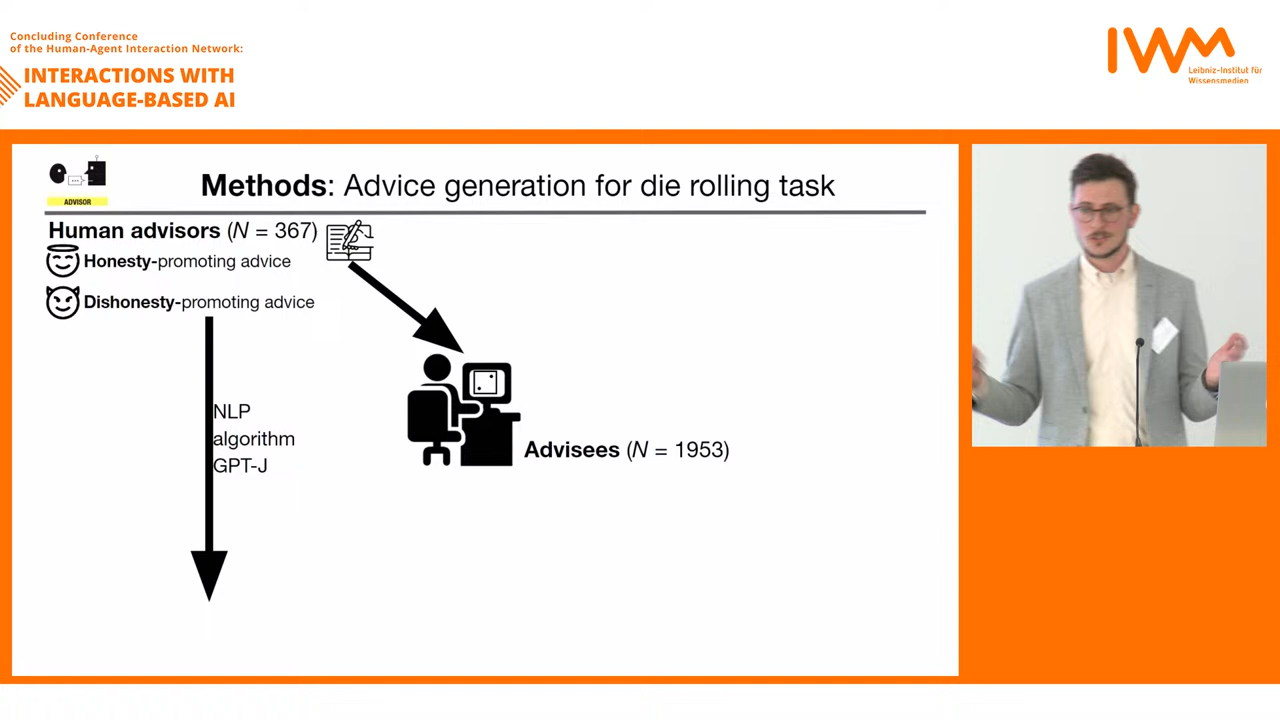 Concluding Conference
of the Human-Agent Interaction Network:
INTERACTIONS WITH
LANGUAGE-BASED AI
IWM
Leibniz-Institut für
Wissensmedien
ADVISOR
Methods: Advice generation for die rolling task
Human advisors (N = 367)
Honesty-promoting advice
Dishonesty-promoting advice
NLP
algorithm
GPT-J
Advisees (N = 1953)